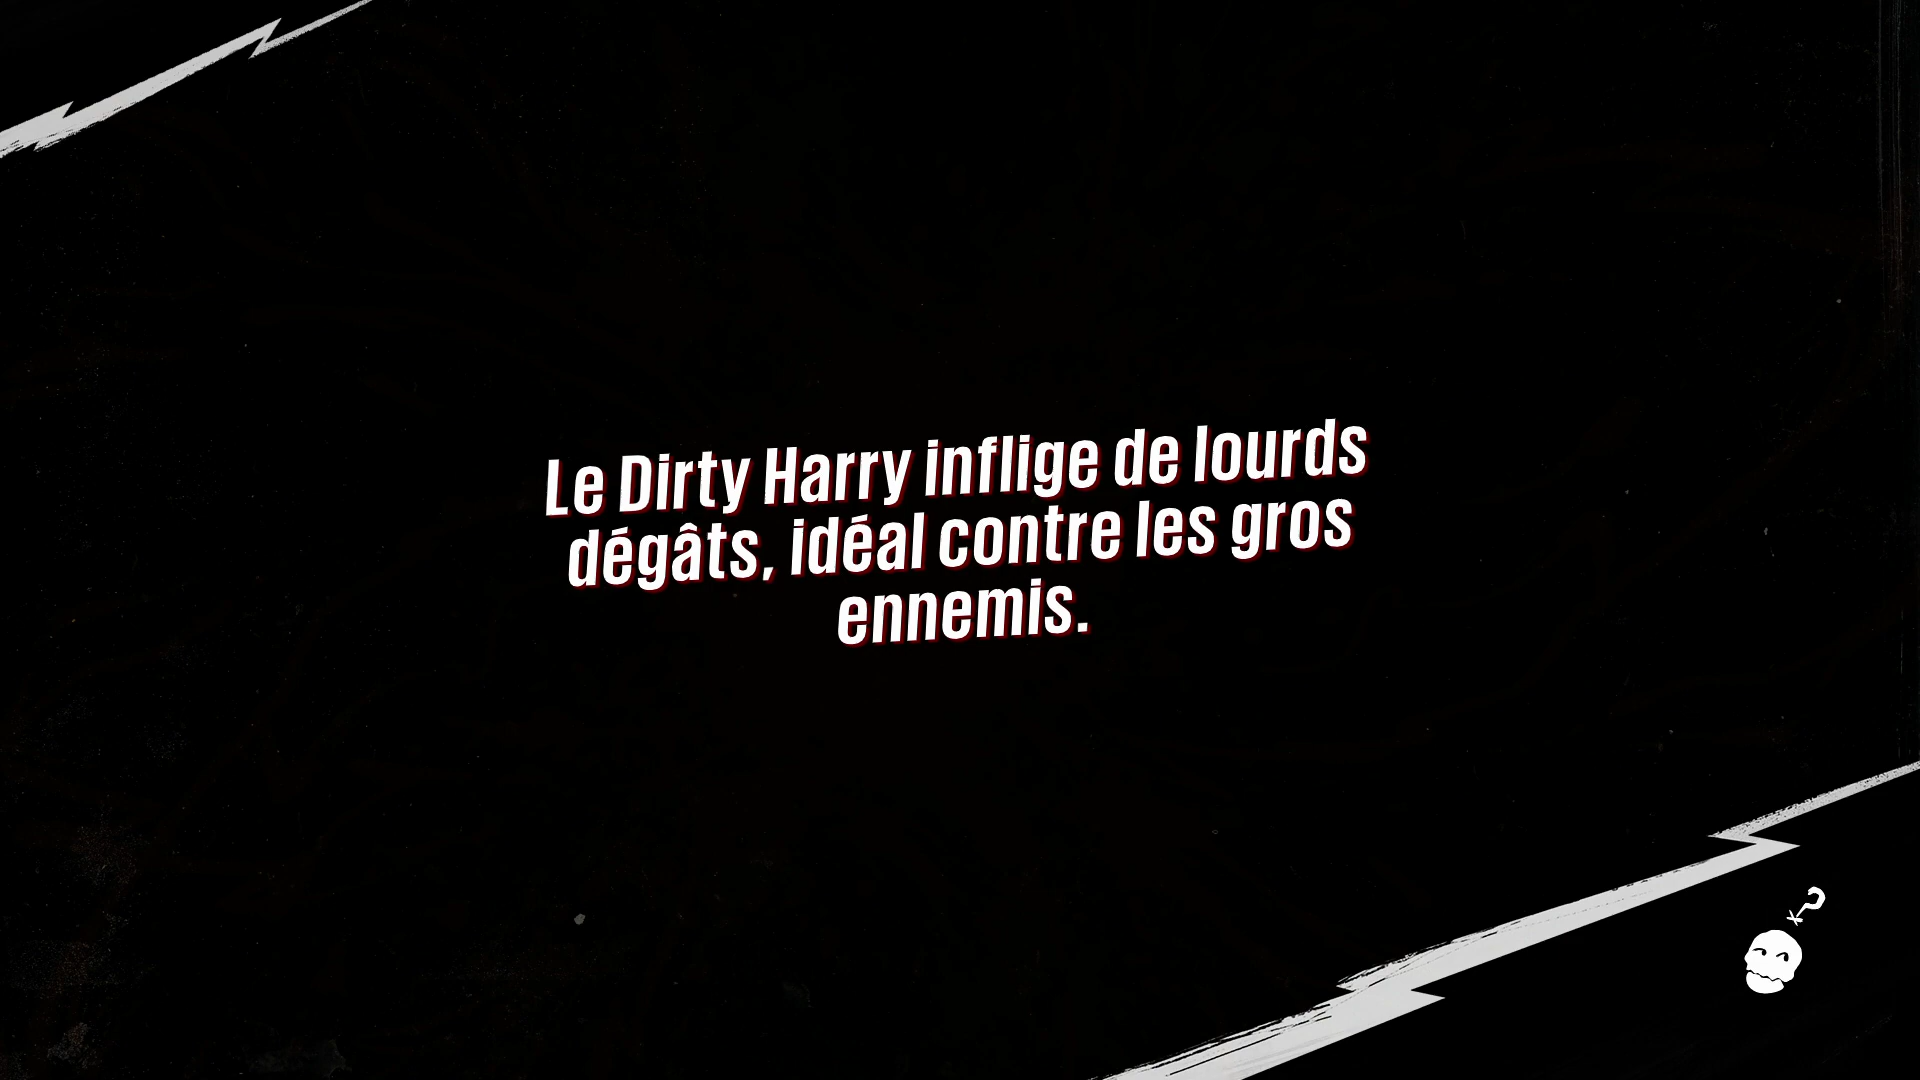 Le Dirty Harry inflige de lourds
dégâts, idéal contre les gros
ennemis.